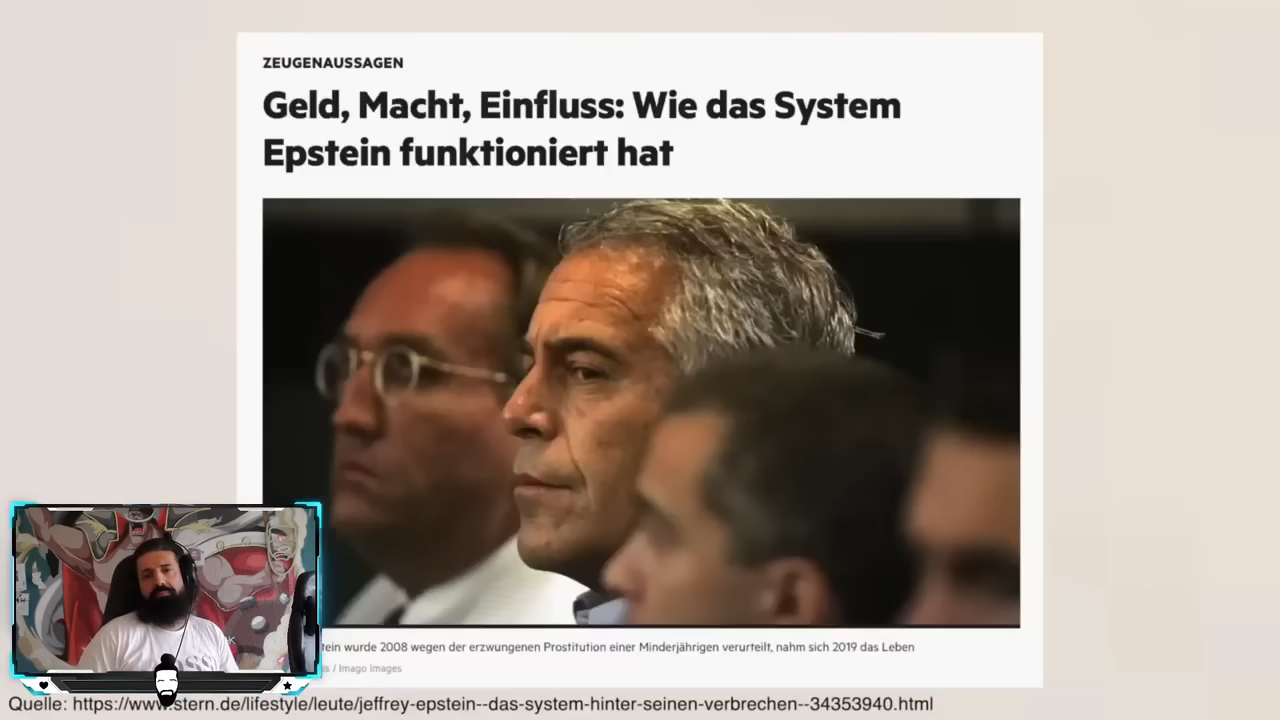 ZEUGENAUSSAGEN
Geld, Macht, Einfluss: Wie das System
Epstein funktioniert hat
wurde 2008 wegen der erzwungenen Prostitution einer Minderjährigen verurteilt, nahm sich 2019 das Leben
/ Imago Images
Quelle: https://www.stern.de/lifestyle/leute/jeffrey-epstein--das-system-hinter-seinen-verbrechen--34353940.html